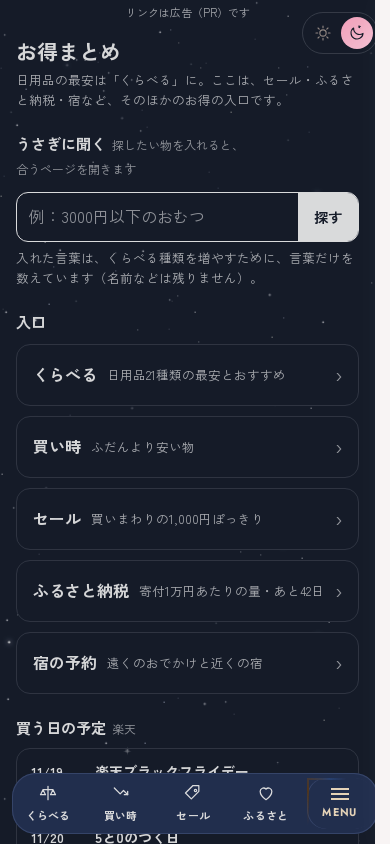 リンクは広告（PR）です
お得まとめ
日用品の最安は「くらべる」に。ここは、セール・ふるさ
と納税・宿など、そのほかのお得の入口です。
うさぎに聞く 探したい物を入れると、
合うページを開きます
例：3000円以下のおむつ
探す
入れた言葉は、くらべる種類を増やすために、言葉だけを
数えています（名前などは残りません）。
入口
くらべる 日用品21種類の最安とおすすめ ›
買い時 ふだんより安い物 ›
セール 買いまわりの1,000円ぽっきり ›
ふるさと納税 寄付1万円あたりの量・あと42日 ›
宿の予約 遠くのおでかけと近くの宿 ›
買う日の予定 楽天
11/19 楽天ブラックフライデー
くらべる 買い時 セール ふるさと MENU
11/20 5と0のつく日